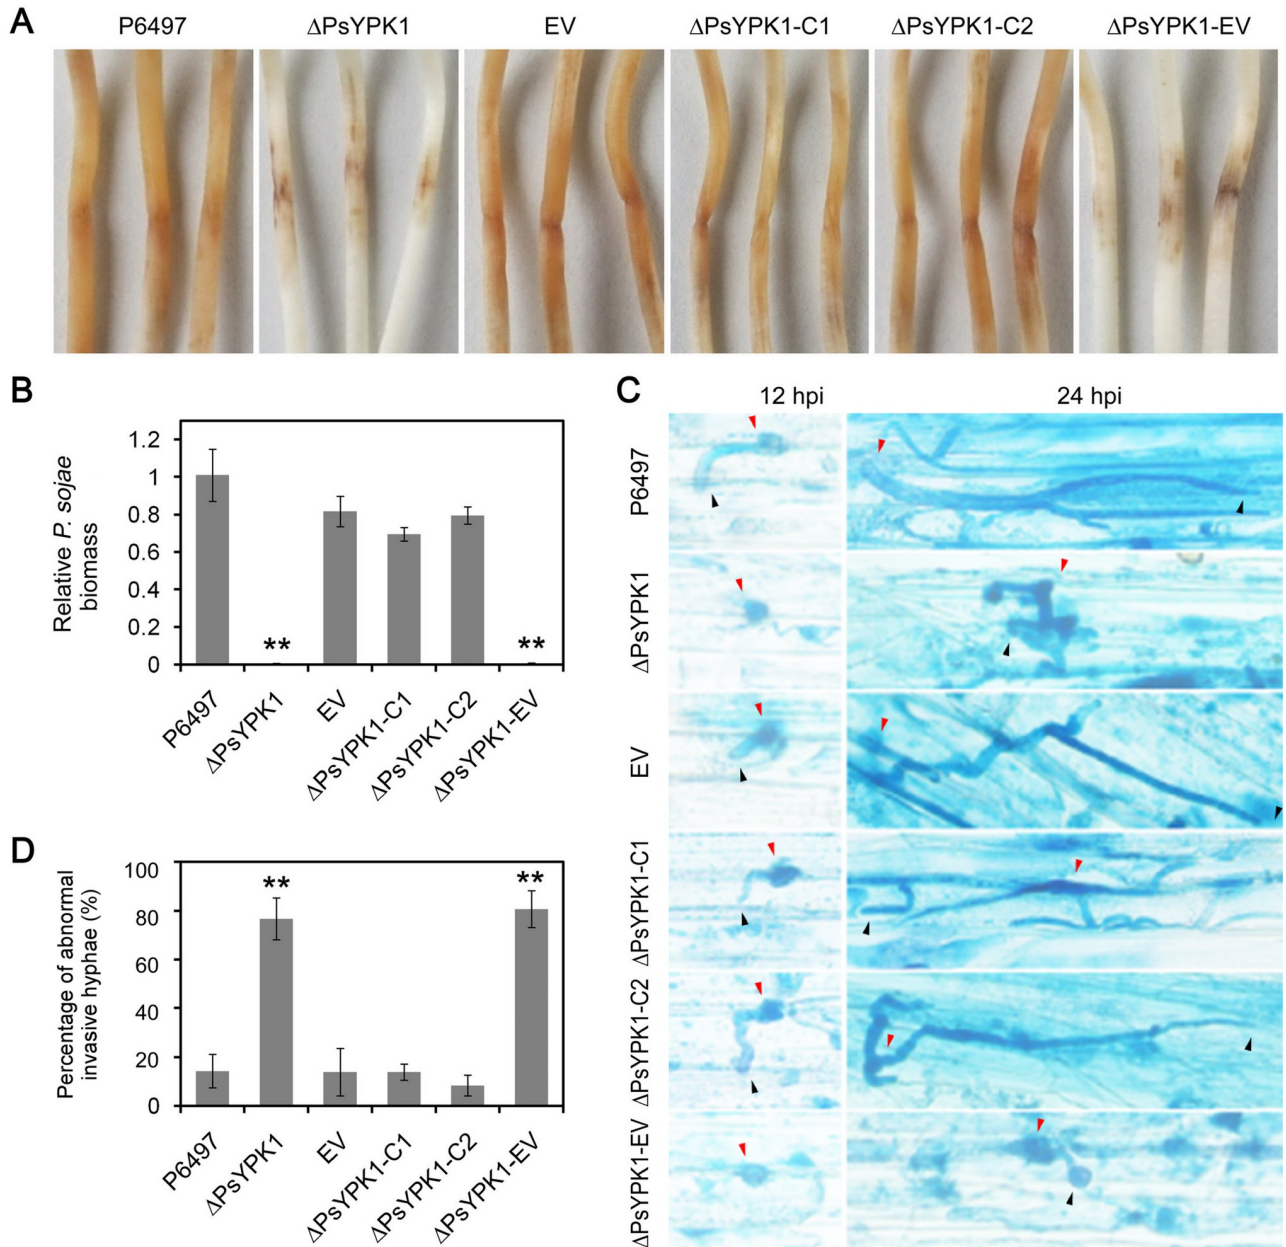 A
P6497
ΔPsYPK1
EV
ΔPsYPK1-C1
ΔPsYPK1-C2
ΔPsYPK1-EV
B
Relative P. sojae
biomass
1.2
1
0.8
0.6
0.4
0.2
0
**
**
P6497
ΔPsYPK1
EV
ΔPsYPK1-C1
ΔPsYPK1-C2
ΔPsYPK1-EV
C
12 hpi
24 hpi
P6497
ΔPsYPK1
EV
ΔPsYPK1-C1
ΔPsYPK1-C2
ΔPsYPK1-EV
D
Percentage of abnormal
invasive hyphae (%)
100
80
60
40
20
0
**
**
P6497
ΔPsYPK1
EV
ΔPsYPK1-C1
ΔPsYPK1-C2
ΔPsYPK1-EV